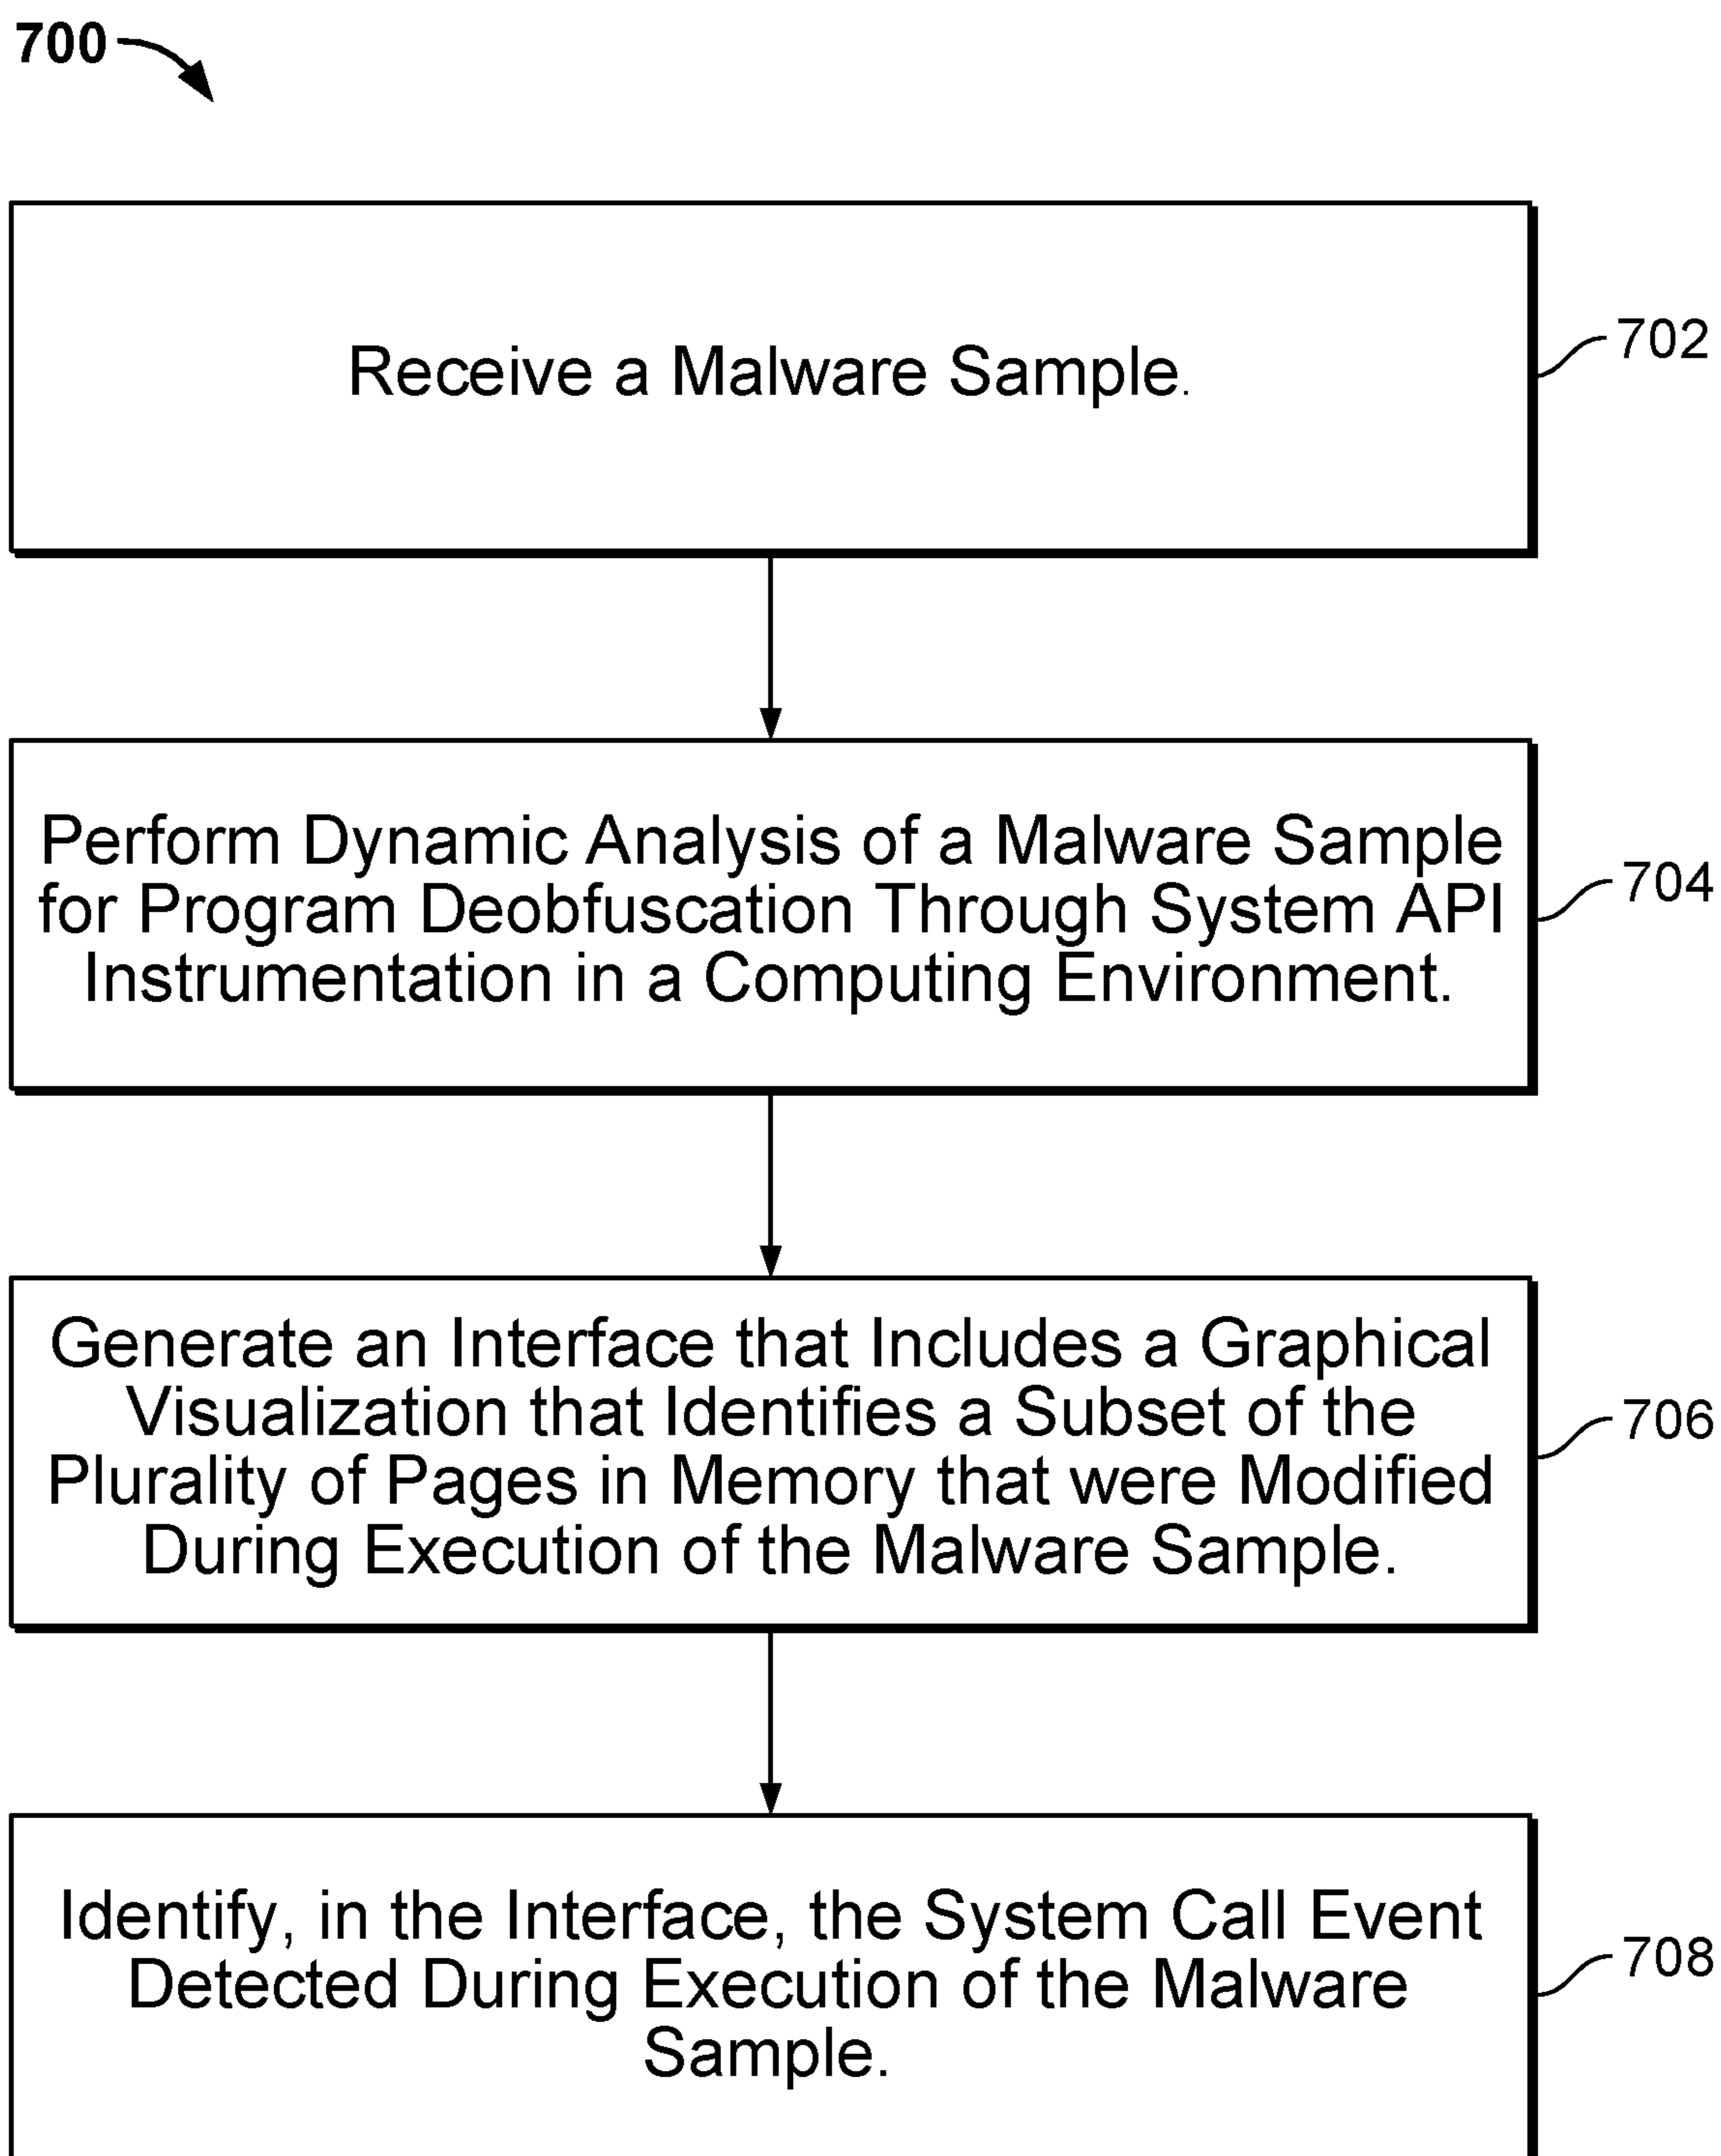 700
Receive a Malware Sample.
702
Perform Dynamic Analysis of a Malware Sample
for Program Deobfuscation Through System API
Instrumentation in a Computing Environment.
704
Generate an Interface that Includes a Graphical
Visualization that Identifies a Subset of the
Plurality of Pages in Memory that were Modified
During Execution of the Malware Sample.
706
Identify, in the Interface, the System Call Event
Detected During Execution of the Malware
Sample.
708